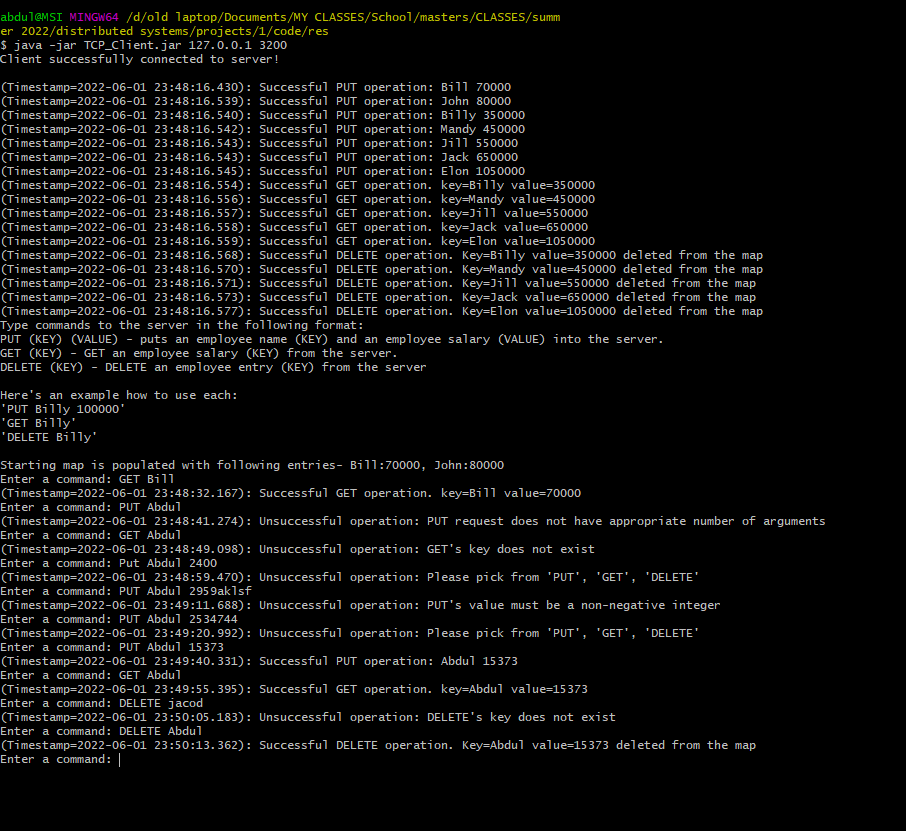 abdul@MSI MINGW64 /d/old laptop/Documents/MY CLASSES/School/masters/CLASSES/summ
er 2022/distributed systems/projects/1/code/res
$ java -jar TCP_Client.jar 127.0.0.1 3200
Client successfully connected to server!
(Timestamp=2022-06-01 23:48:16.430): Successful PUT operation: Bill 70000
(Timestamp=2022-06-01 23:48:16.539): Successful PUT operation: John 80000
(Timestamp=2022-06-01 23:48:16.540): Successful PUT operation: Billy 350000
(Timestamp=2022-06-01 23:48:16.542): Successful PUT operation: Mandy 450000
(Timestamp=2022-06-01 23:48:16.543): Successful PUT operation: Jill 550000
(Timestamp=2022-06-01 23:48:16.543): Successful PUT operation: Jack 650000
(Timestamp=2022-06-01 23:48:16.545): Successful PUT operation: Elon 1050000
(Timestamp=2022-06-01 23:48:16.554): Successful GET operation. key=Billy value=350000
(Timestamp=2022-06-01 23:48:16.556): Successful GET operation. key=Mandy value=450000
(Timestamp=2022-06-01 23:48:16.557): Successful GET operation. key=Jill value=550000
(Timestamp=2022-06-01 23:48:16.558): Successful GET operation. key=Jack value=650000
(Timestamp=2022-06-01 23:48:16.559): Successful GET operation. key=Elon value=1050000
(Timestamp=2022-06-01 23:48:16.568): Successful DELETE operation. Key=Billy value=350000 deleted from the map
(Timestamp=2022-06-01 23:48:16.570): Successful DELETE operation. Key=Mandy value=450000 deleted from the map
(Timestamp=2022-06-01 23:48:16.571): Successful DELETE operation. Key=Jill value=550000 deleted from the map
(Timestamp=2022-06-01 23:48:16.573): Successful DELETE operation. Key=Jack value=650000 deleted from the map
(Timestamp=2022-06-01 23:48:16.577): Successful DELETE operation. Key=Elon value=1050000 deleted from the map
Type commands to the server in the following format:
PUT (KEY) (VALUE) - puts an employee name (KEY) and an employee salary (VALUE) into the server.
GET (KEY) - GET an employee salary (KEY) from the server.
DELETE (KEY) - DELETE an employee entry (KEY) from the server
Here's an example how to use each:
'PUT Billy 100000'
'GET Billy'
'DELETE Billy'
Starting map is populated with following entries- Bill:70000, John:80000
Enter a command: GET Bill
(Timestamp=2022-06-01 23:48:32.167): Successful GET operation. key=Bill value=70000
Enter a command: PUT Abdul
(Timestamp=2022-06-01 23:48:41.274): Unsuccessful operation: PUT request does not have appropriate number of arguments
Enter a command: GET Abdul
(Timestamp=2022-06-01 23:48:49.098): Unsuccessful operation: GET's key does not exist
Enter a command: Put Abdul 2400
(Timestamp=2022-06-01 23:48:59.470): Unsuccessful operation: Please pick from 'PUT', 'GET', 'DELETE'
Enter a command: PUT Abdul 2959aklsf
(Timestamp=2022-06-01 23:49:11.688): Unsuccessful operation: PUT's value must be a non-negative integer
Enter a command: PUT Abdul 2534744
(Timestamp=2022-06-01 23:49:20.992): Unsuccessful operation: Please pick from 'PUT', 'GET', 'DELETE'
Enter a command: PUT Abdul 15373
(Timestamp=2022-06-01 23:49:40.331): Successful PUT operation: Abdul 15373
Enter a command: GET Abdul
(Timestamp=2022-06-01 23:49:55.395): Successful GET operation. key=Abdul value=15373
Enter a command: DELETE jacod
(Timestamp=2022-06-01 23:50:05.183): Unsuccessful operation: DELETE's key does not exist
Enter a command: DELETE Abdul
(Timestamp=2022-06-01 23:50:13.362): Successful DELETE operation. Key=Abdul value=15373 deleted from the map
Enter a command: